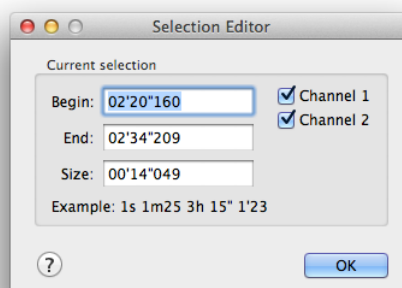 Selection Editor
Current selection
Begin: 02'20"160
End: 02'34"209
Size: 00'14"049
Channel 1
Channel 2
Example: 1s 1m25 3h 15" 1'23
?
OK